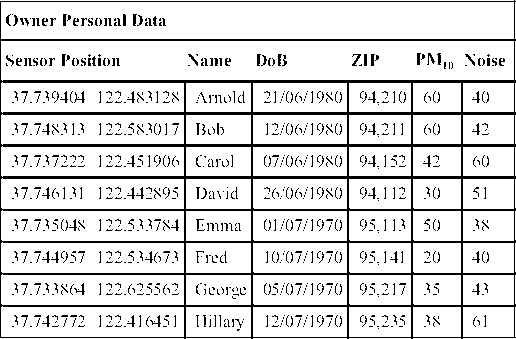 Owner Personal Data
Sensor Position Name DoB ZIP PM10 Noise
37.739404 122.483128 Arnold 21/06/1980 94,210 60 40
37.748313 122.583017 Bob 12/06/1980 94,211 60 42
37.737222 122.451906 Carol 07/06/1980 94,152 42 60
37.746131 122.442895 David 26/06/1980 94,112 30 51
37.735048 122.533784 Emma 01/07/1970 95,113 50 38
37.744957 122.534673 Fred 10/07/1970 95,141 20 40
37.733864 122.625562 George 05/07/1970 95,217 35 43
37.742772 122.416451 Hillary 12/07/1970 95,235 38 61